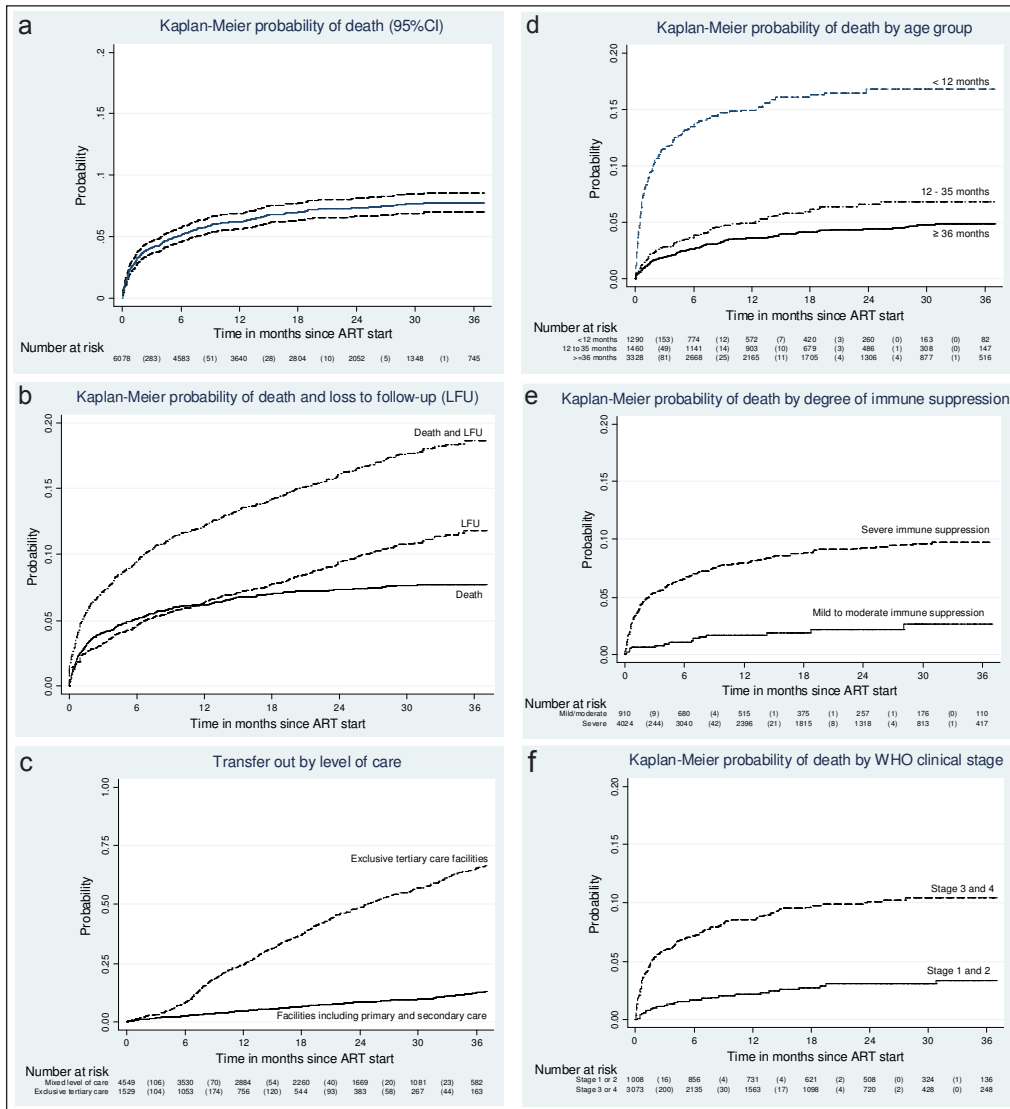 a
Kaplan-Meier probability of death (95%CI)
Probability
0
.05
.1
.15
.2
0 6 12 18 24 30 36
Time in months since ART start
Number at risk
6078 (283) 4583 (51) 3640 (28) 2804 (10) 2052 (5) 1348 (1) 745
b
Kaplan-Meier probability of death and loss to follow-up (LFU)
Probability
0.00
0.05
0.10
0.15
0.20
Death and LFU
LFU
Death
0 6 12 18 24 30 36
Time in months since ART start
c
Transfer out by level of care
Probability
0.00
0.25
0.50
0.75
1.00
Exclusive tertiary care facilities
Facilities including primary and secondary care
0 6 12 18 24 30 36
Time in months since ART start
Number at risk
Mixed level of care 4549 (106) 3530 (70) 2884 (54) 2260 (40) 1669 (20) 1081 (23) 582
Exclusive tertiary care 1529 (104) 1053 (174) 756 (120) 544 (93) 383 (58) 267 (44) 163
d
Kaplan-Meier probability of death by age group
Probability
0.00
0.05
0.10
0.15
0.20
< 12 months
12 - 35 months
≥ 36 months
0 6 12 18 24 30 36
Time in months since ART start
Number at risk
<12 months 1290 (153) 774 (12) 572 (7) 420 (3) 260 (0) 163 (0) 82
12 to 35 months 1460 (49) 1141 (14) 903 (10) 679 (3) 486 (1) 308 (0) 147
>=36 months 3328 (81) 2668 (25) 2165 (11) 1705 (4) 1306 (4) 877 (1) 516
e
Kaplan-Meier probability of death by degree of immune suppression
Probability
0.00
0.05
0.10
0.15
0.20
Severe immune suppression
Mild to moderate immune suppression
0 6 12 18 24 30 36
Time in months since ART start
Number at risk
Mild/moderate 910 (9) 680 (4) 515 (1) 375 (1) 257 (1) 176 (0) 110
Severe 4024 (244) 3040 (42) 2396 (21) 1815 (8) 1318 (4) 813 (1) 417
f
Kaplan-Meier probability of death by WHO clinical stage
Probability
0.00
0.05
0.10
0.15
0.20
Stage 3 and 4
Stage 1 and 2
0 6 12 18 24 30 36
Time in months since ART start
Number at risk
Stage 1 or 2 1008 (16) 856 (4) 731 (4) 621 (2) 508 (0) 324 (1) 136
Stage 3 or 4 3073 (200) 2135 (30) 1563 (17) 1098 (4) 720 (2) 428 (0) 248